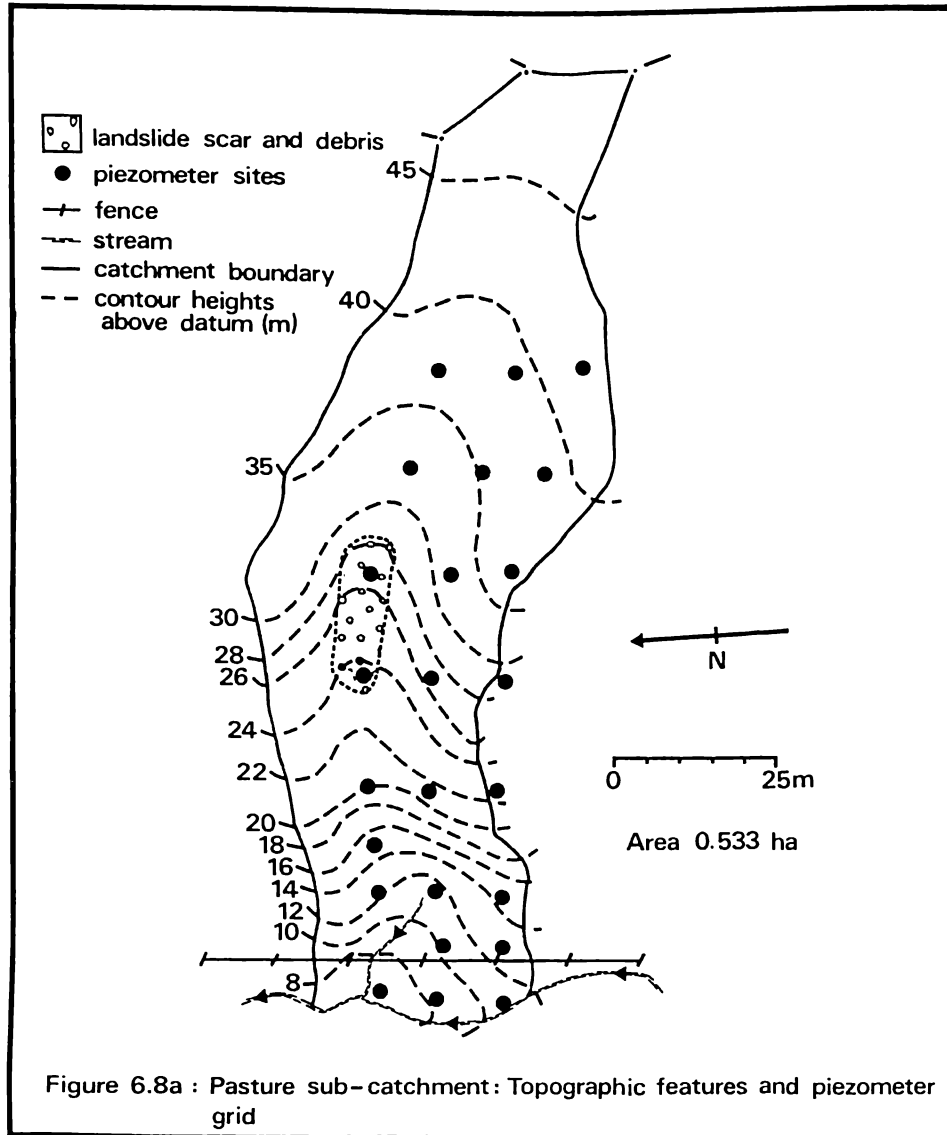 landslide scar and debris
piezometer sites
fence
stream
catchment boundary
contour heights
above datum (m)
45
40
35
30
28
26
24
22
20
18
16
14
12
10
8
N
0 25m
Area 0.533 ha
Figure 6.8a : Pasture sub-catchment: Topographic features and piezometer
grid